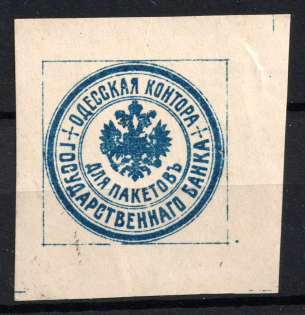 ОДЕССКАЯ КОНТОРА
ГОСУДАРСТВЕННАГО БАНКА
ДЛЯ ПАКЕТОВЪ